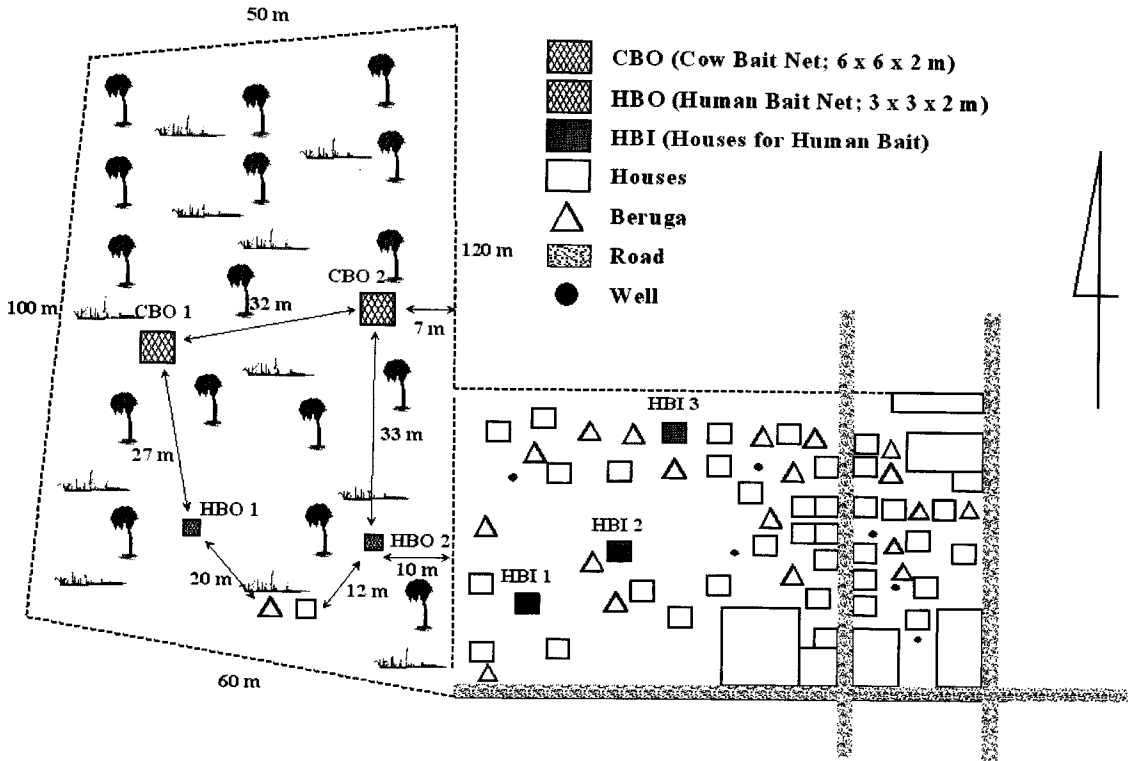 50 m
CBO (Cow Bait Net; 6 x 6 x 2 m)
HBO (Human Bait Net; 3 x 3 x 2 m)
HBI (Houses for Human Bait)
Houses
Beruga
Road
Well
120 m
CBO 2
100 m
CBO 1
32 m
7 m
HBI 3
33 m
27 m
HBO 1
HBI 2
HBO 2
10 m
20 m
12 m
HBI 1
60 m